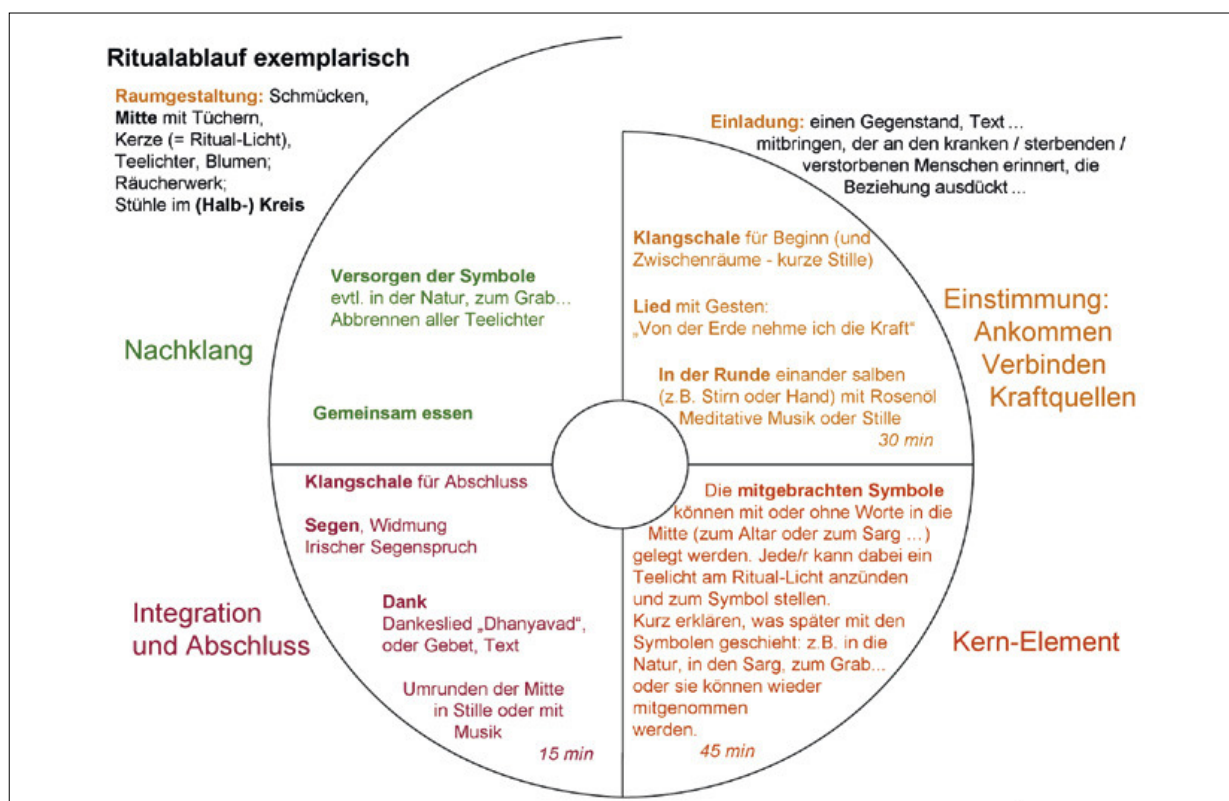 Ritualablauf exemplarisch
Raumgestaltung: Schmücken,
Mitte mit Tüchern,
Kerze (= Ritual-Licht),
Teelichter, Blumen;
Räucherwerk;
Stühle im (Halb-) Kreis
Einladung: einen Gegenstand, Text ...
mitbringen, der an den kranken / sterbenden /
verstorbenen Menschen erinnert, die
Beziehung ausdückt ...
Klangschale für Beginn (und
Zwischenräume - kurze Stille)
Lied mit Gesten:
„Von der Erde nehme ich die Kraft“
In der Runde einander salben
(z.B. Stirn oder Hand) mit Rosenöl
Meditative Musik oder Stille
30 min
Einstimmung:
Ankommen
Verbinden
Kraftquellen
Die mitgebrachten Symbole
können mit oder ohne Worte in die
Mitte (zum Altar oder zum Sarg ...)
gelegt werden. Jede/r kann dabei ein
Teelicht am Ritual-Licht anzünden
und zum Symbol stellen.
Kurz erklären, was später mit den
Symbolen geschieht: z.B. in die
Natur, in den Sarg, zum Grab...
oder sie können wieder
mitgenommen
werden.
45 min
Kern-Element
Klangschale für Abschluss
Segen, Widmung
Irischer Segenspruch
Dank
Dankeslied „Dhanyavad“,
oder Gebet, Text
Umrunden der Mitte
in Stille oder mit
Musik
15 min
Integration
und Abschluss
Versorgen der Symbole
evtl. in der Natur, zum Grab...
Abbrennen aller Teelichter
Gemeinsam essen
Nachklang